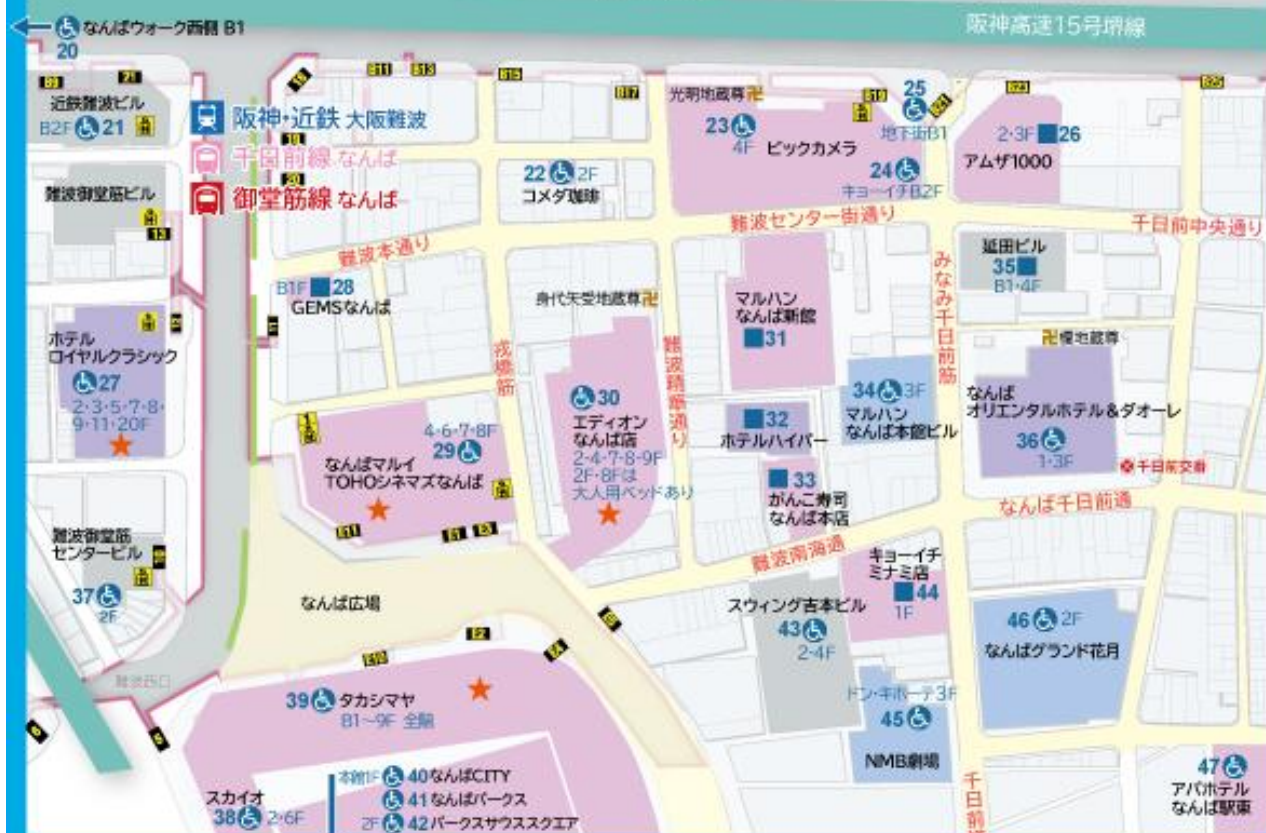 なんばウォーク西側 B1
20
阪神高速15号堺線
近鉄難波ビル
B2F 21
阪神・近鉄 大阪難波
千日前線 なんば
御堂筋線 なんば
難波御堂筋ビル
13
B11
B13
B15
B17
光明地蔵尊卍
B19
25
地下街B1
23
4F
ビックカメラ
24
キョーイチB2F
2・3F 26
アムザ1000
22 2F
コメダ珈琲
難波本通り
難波センター街通り
千日前中央通り
B1F 28
GEMSなんば
身代矢受地蔵尊卍
マルハン
なんば新館
31
みなみ千日前筋
延田ビル
35
B1・4F
卍榎地蔵尊
ホテル
ロイヤルクラシック
27
2・3・5・7・8・
9・11・20F
戎橋筋
難波精華通り
30
エディオン
なんば店
2・4・7・8・9F
2F・8Fは
大人用ベッドあり
32
ホテルハイバー
34 3F
マルハン
なんば本館ビル
なんば
オリエンタルホテル&ダオーレ
36
1・3F
千日前交番
1
4・6・7・8F
29
なんばマルイ
TOHOシネマズなんば
E11
E1
E3
33
がんこ寿司
なんば本店
なんば千日前通
難波南海通
難波御堂筋
センタービル
37
2F
なんば広場
キョーイチ
ミナミ店
44
1F
スウィング吉本ビル
43
2・4F
46 2F
なんばグランド花月
難波西口
E2
E10
39 タカシマヤ
B1～9F 全階
ドン・キホーテ3F
45
NMB劇場
6
5
スカイオ
38 2・6F
本館1F 40 なんばCITY
41 なんばパークス
2F 42 パークスサウススクエア
千日前
47
アパホテル
なんば駅東